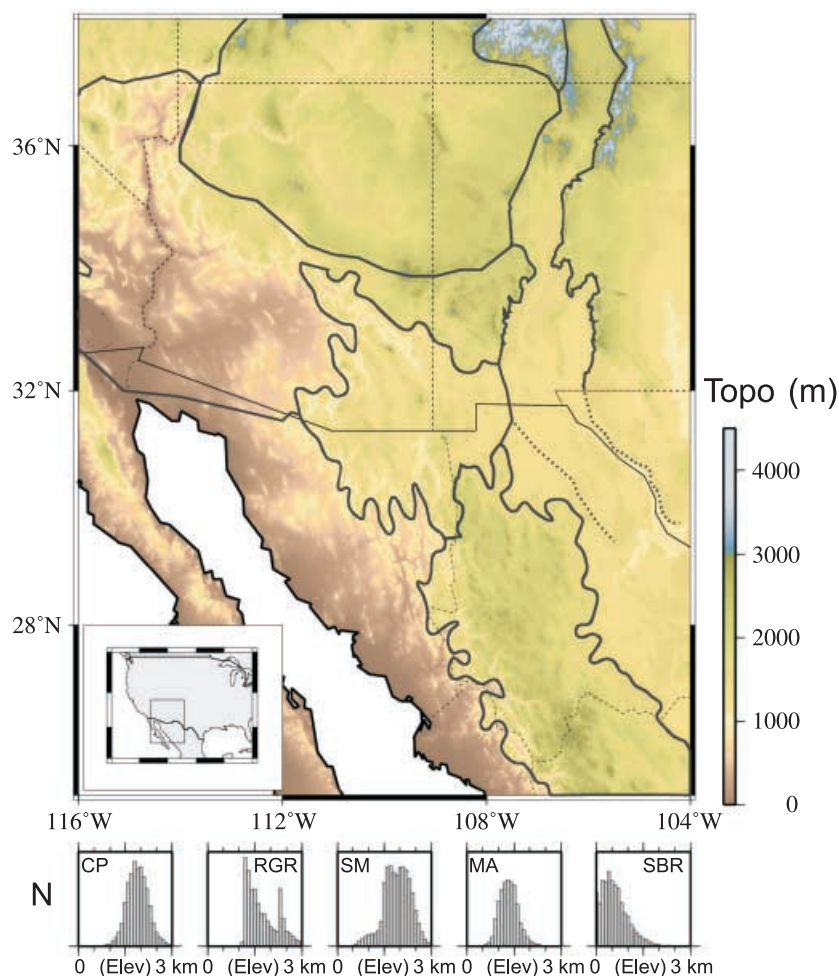 36°N
32°N
28°N
116°W 112°W 108°W 104°W
Topo (m)
4000
3000
2000
1000
0
N
CP RGR SM MA SBR
0 (Elev) 3 km 0 (Elev) 3 km 0 (Elev) 3 km 0 (Elev) 3 km 0 (Elev) 3 km